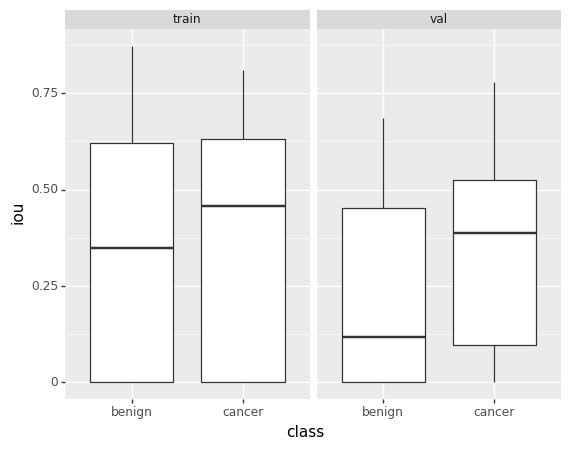 train
val
iou
0.75
0.50
0.25
0
benign
cancer
benign
cancer
class